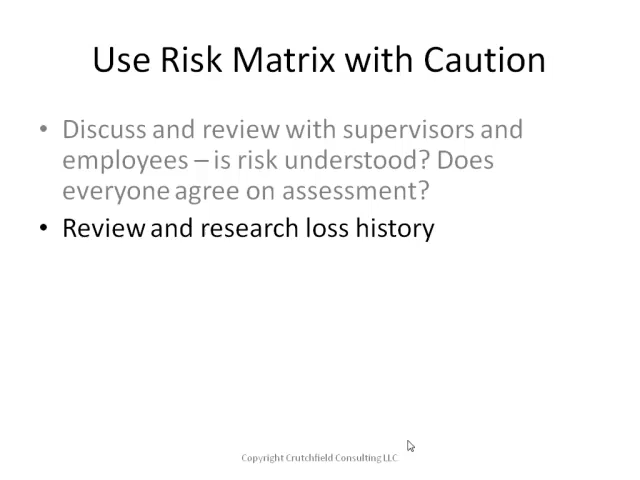 Use Risk Matrix with Caution
• Discuss and review with supervisors and
employees – is risk understood? Does
everyone agree on assessment?
• Review and research loss history
Copyright Crutchfield Consulting LLC